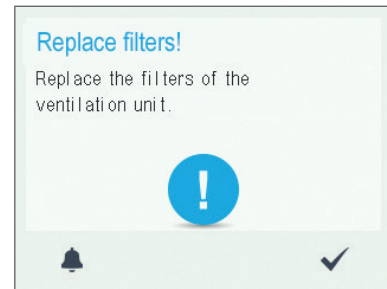 Replace filters!
Replace the filters of the
ventilation unit.
!